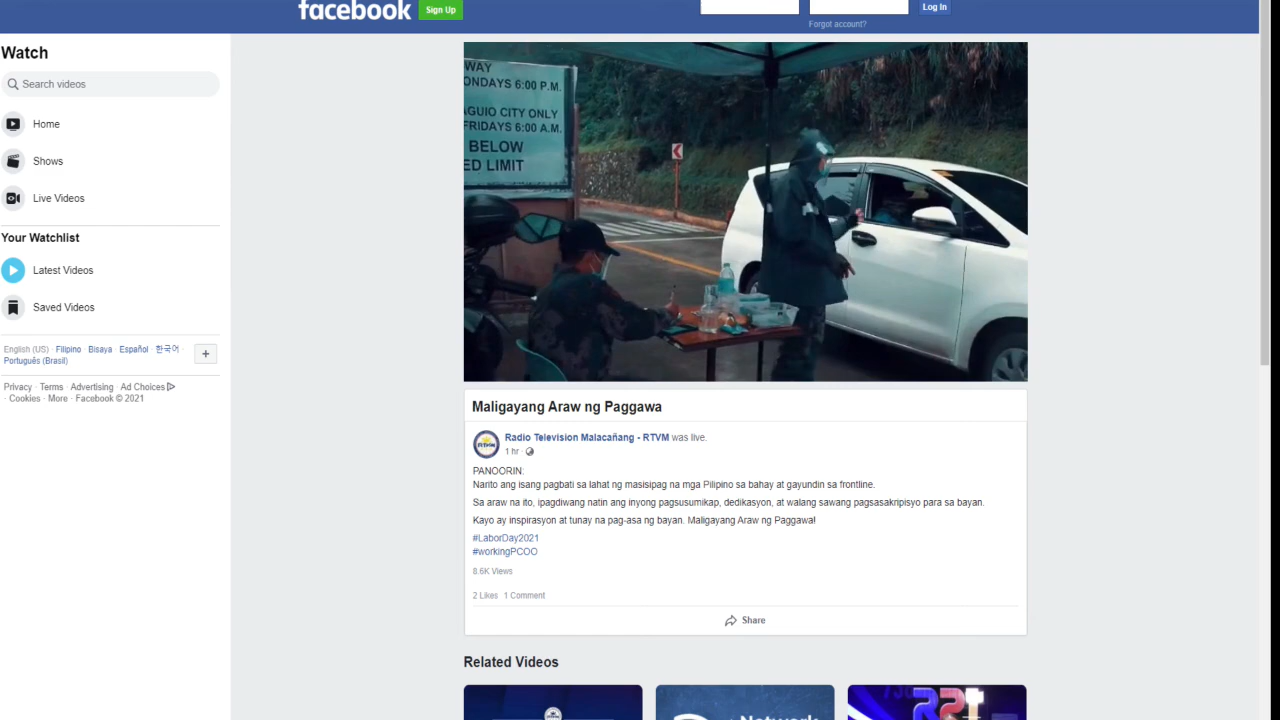 facebook
Sign Up
Log In
Forgot account?
Watch
Search videos
Home
Shows
Live Videos
Your Watchlist
Latest Videos
Saved Videos
English (US) · Filipino · Bisaya · Español · 한국어 ·
Português (Brasil)
+
Privacy · Terms · Advertising · Ad Choices
· Cookies · More · Facebook © 2021
WAY
ONDAYS 6:00 P.M.
AGUIO CITY ONLY
FRIDAYS 6:00 A.M.
BELOW
ED LIMIT
Maligayang Araw ng Paggawa
RTVM
Radio Television Malacañang - RTVM was live.
1 hr ·
PANOORIN:
Narito ang isang pagbati sa lahat ng masisipag na mga Pilipino sa bahay at gayundin sa frontline.
Sa araw na ito, ipagdiwang natin ang inyong pagsusumikap, dedikasyon, at walang sawang pagsasakripisyo para sa bayan.
Kayo ay inspirasyon at tunay na pag-asa ng bayan. Maligayang Araw ng Paggawa!
#LaborDay2021
#workingPCOO
8.6K Views
2 Likes 1 Comment
Share
Related Videos
Network